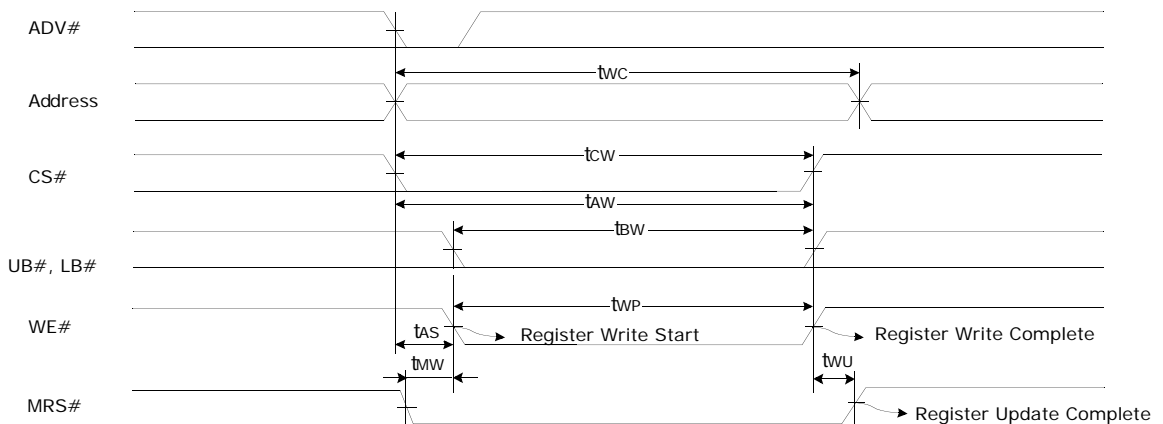 ADV#
tWC
Address
tCW
CS#
tAW
tBW
UB#, LB#
tWP
WE#
tAS
Register Write Start
Register Write Complete
tMW
tWU
MRS#
Register Update Complete